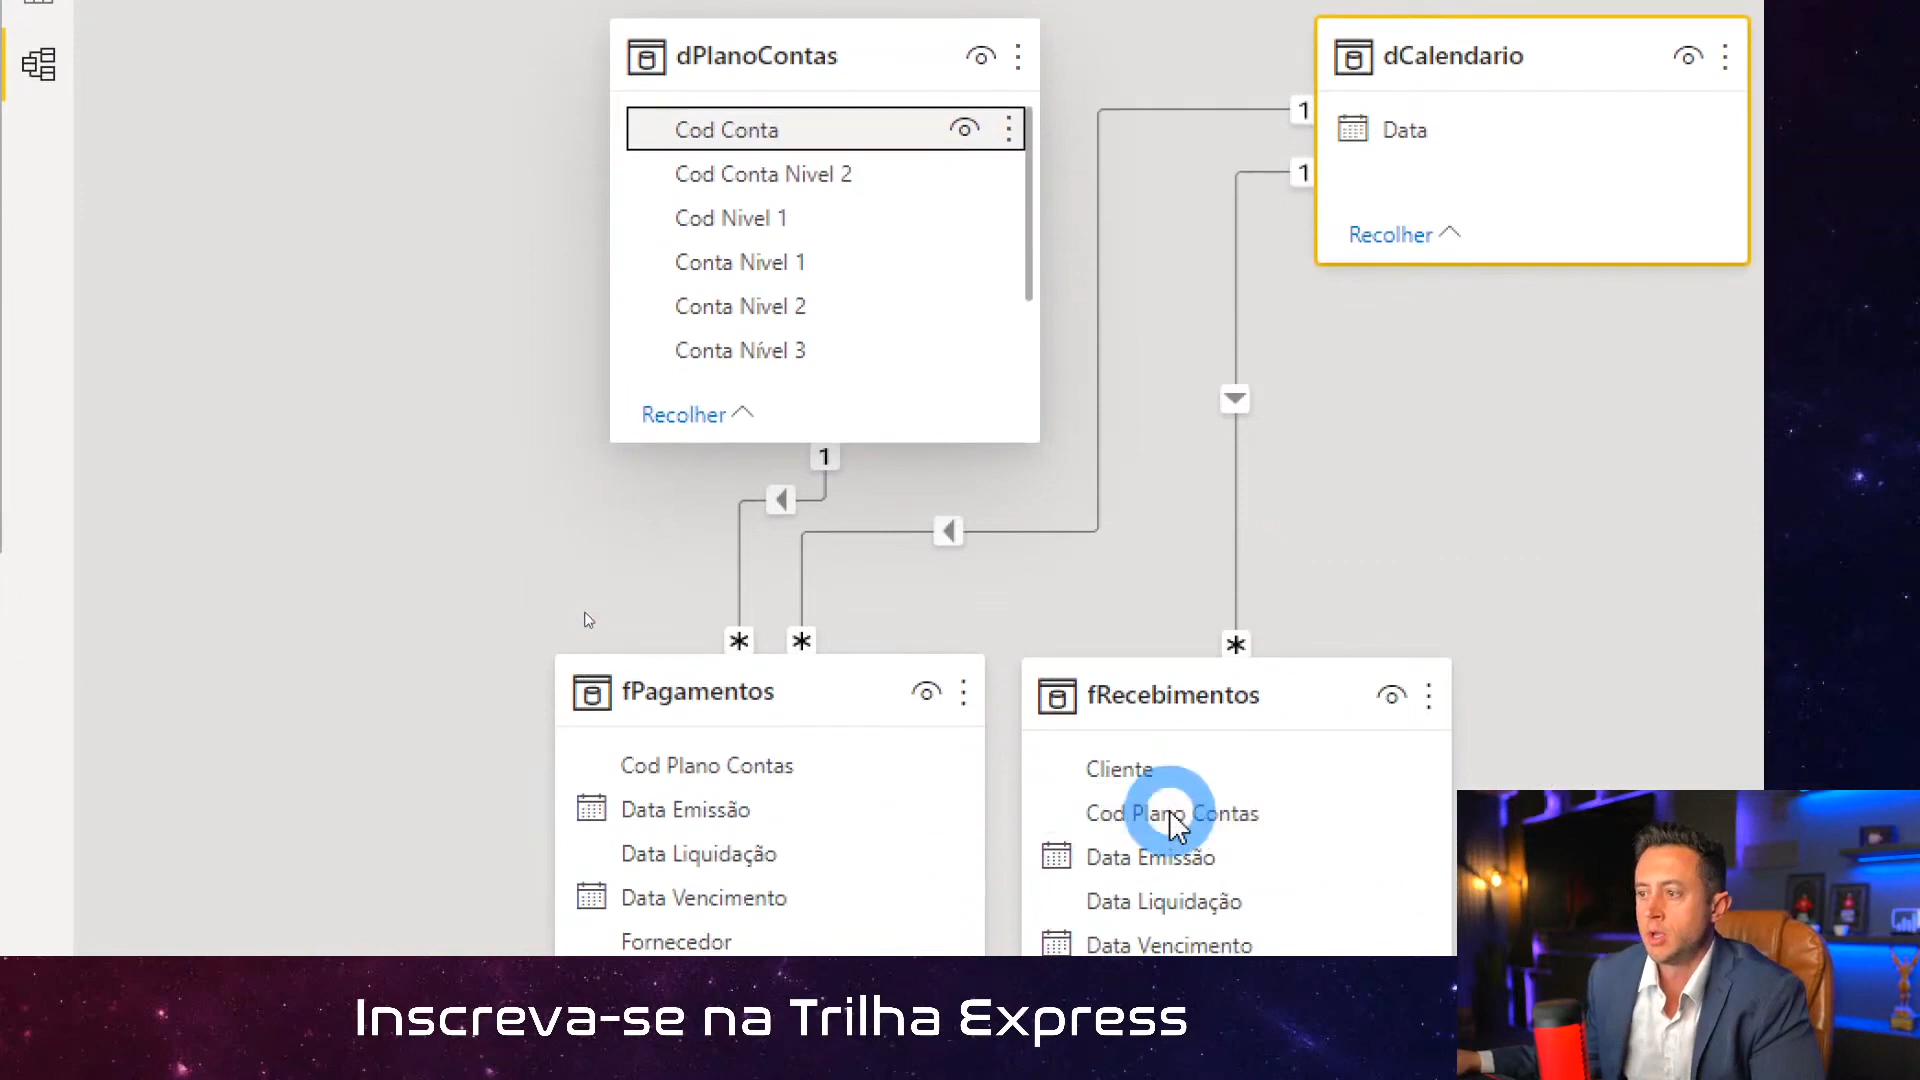 dPlanoContas
Cod Conta
Cod Conta Nivel 2
Cod Nivel 1
Conta Nivel 1
Conta Nivel 2
Conta Nível 3
Recolher
1
dCalendario
Data
Recolher
1
1
*
*
*
fPagamentos
Cod Plano Contas
Data Emissão
Data Liquidação
Data Vencimento
Fornecedor
fRecebimentos
Cliente
Cod Plano Contas
Data Emissão
Data Liquidação
Data Vencimento
Inscreva-se na Trilha Express